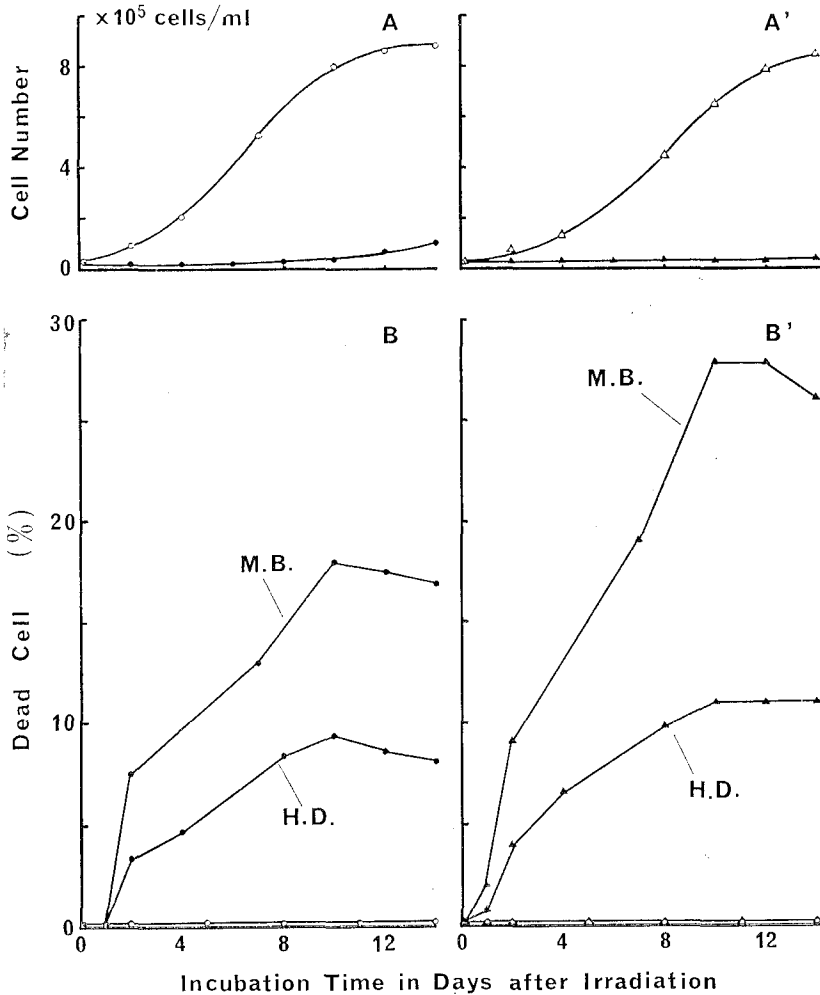 ×10⁵ cells/ml
A
A'
8
4
0
Cell Number
B
B'
30
20
10
0
Dead Cell (%)
M.B.
H.D.
M.B.
H.D.
0 4 8 12
0 4 8 12
Incubation Time in Days after Irradiation